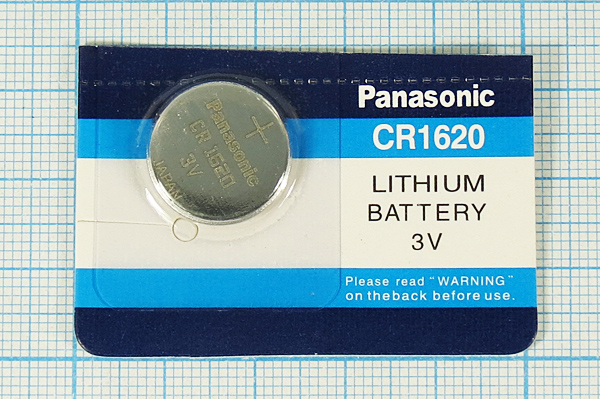 Panasonic
CR1620
LITHIUM
BATTERY
3V
Please read "WARNING"
on the back before use.
+
Panasonic
CR 1620
3V
JAPAN